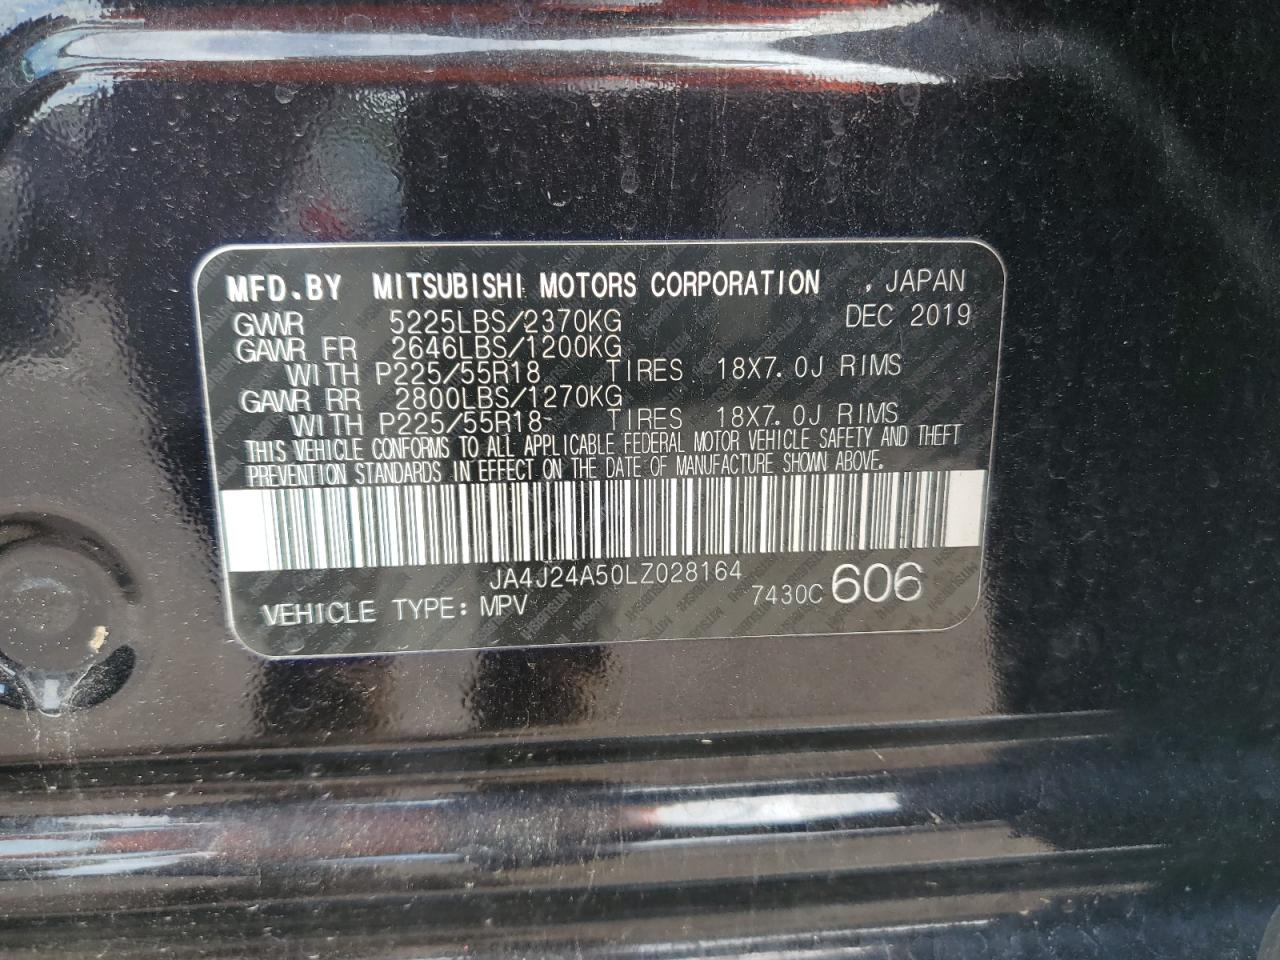 MFD.BY MITSUBISHI MOTORS CORPORATION , JAPAN
GVWR 5225LBS/2370KG DEC 2019
GAWR FR 2646LBS/1200KG
WITH P225/55R18 TIRES 18X7.0J RIMS
GAWR RR 2800LBS/1270KG
WITH P225/55R18 TIRES 18X7.0J RIMS
THIS VEHICLE CONFORMS TO ALL APPLICABLE FEDERAL MOTOR VEHICLE SAFETY AND THEFT
PREVENTION STANDARDS IN EFFECT ON THE DATE OF MANUFACTURE SHOWN ABOVE.
JA4J24A50LZ028164
VEHICLE TYPE: MPV 7430C 606